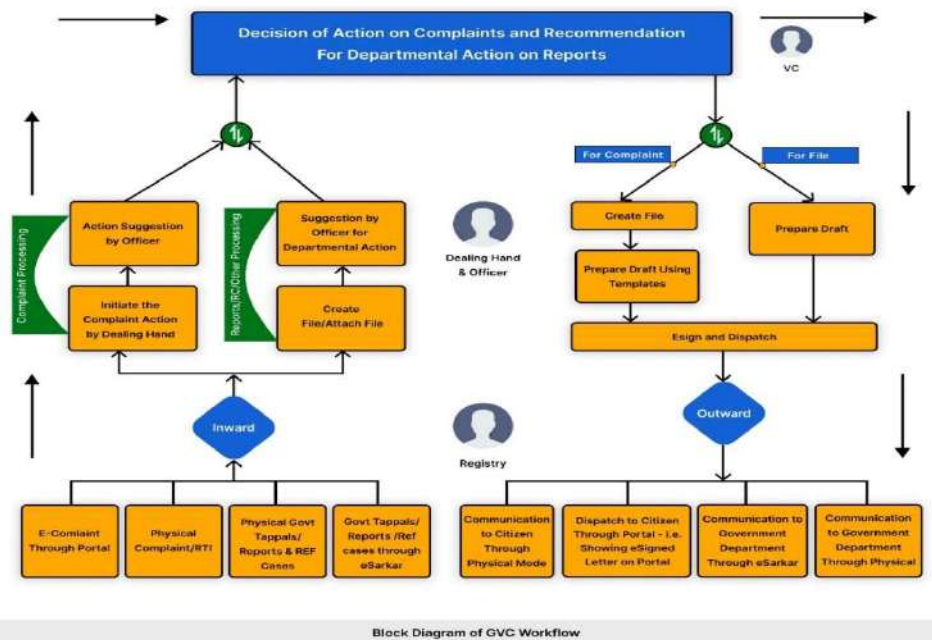 Decision of Action on Complaints and Recommendation
For Departmental Action on Reports
VC
For Complaint
For File
Complaint Processing
Action Suggestion
by Officer
Reports/RC/Other Processing
Suggestion by
Officer for
Departmental Action
Dealing Hand
& Officer
Create File
Prepare Draft
Prepare Draft Using
Templates
Initiate the
Complaint Action
by Dealing Hand
Create
File/Attach File
Esign and Dispatch
Inward
Outward
Registry
E-Comlaint
Through Portal
Physical
Complaint/RTI
Physical Govt
Tappals/
Reports & REF
Cases
Govt Tappals/
Reports /Ref
cases through
eSarkar
Communication
to Citizen
Through
Physical Mode
Dispatch to Citizen
Through Portal - i.e.
Showing eSigned
Letter on Portal
Communication to
Government
Department
Through eSarkar
Communication
to Government
Department
Through Physical
Block Diagram of GVC Workflow